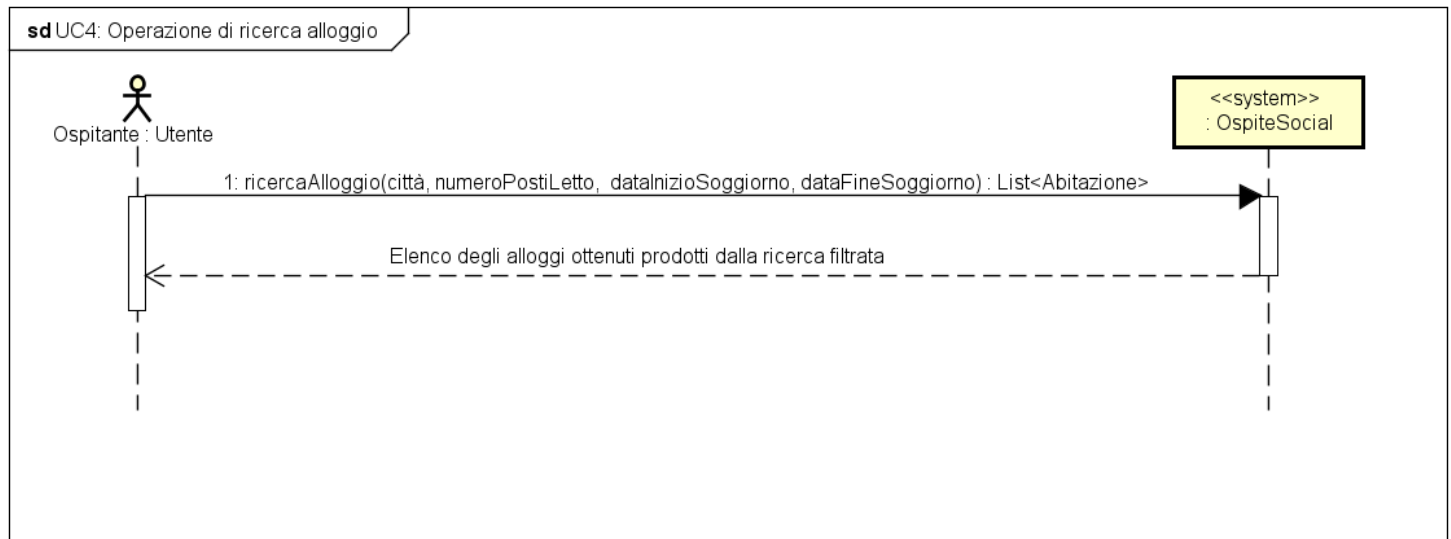 sd UC4: Operazione di ricerca alloggio
<<system>>
: OspiteSocial
Ospitante : Utente
1: ricercaAlloggio(città, numeroPostiLetto, dataInizioSoggiorno, dataFineSoggiorno) : List<Abitazione>
Elenco degli alloggi ottenuti prodotti dalla ricerca filtrata